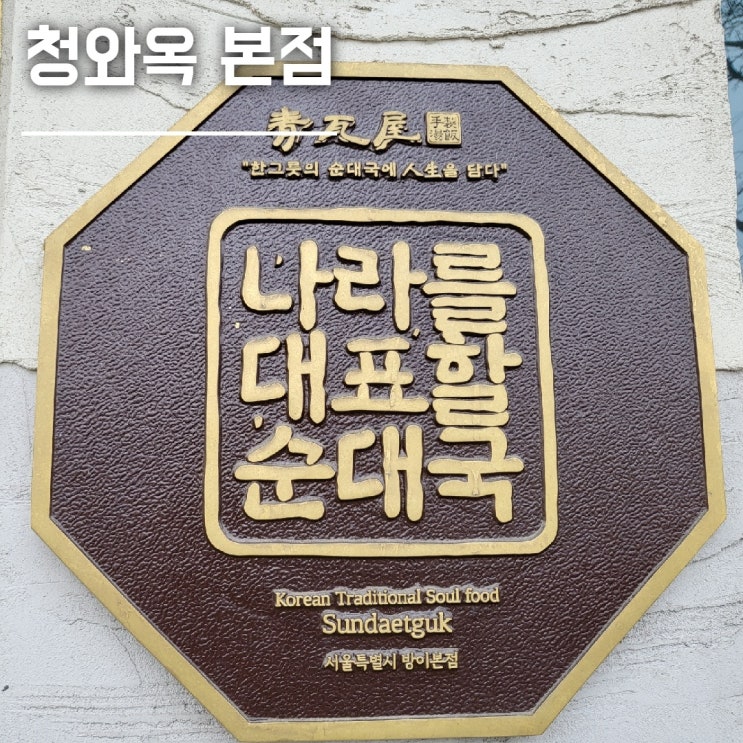 청와옥 본점
靑瓦屋
"한그릇의 순대국에 人生을 담다"
나라를
대표할
순대국
Korean Traditional Soul food
Sundaetguk
서울특별시 방이본점